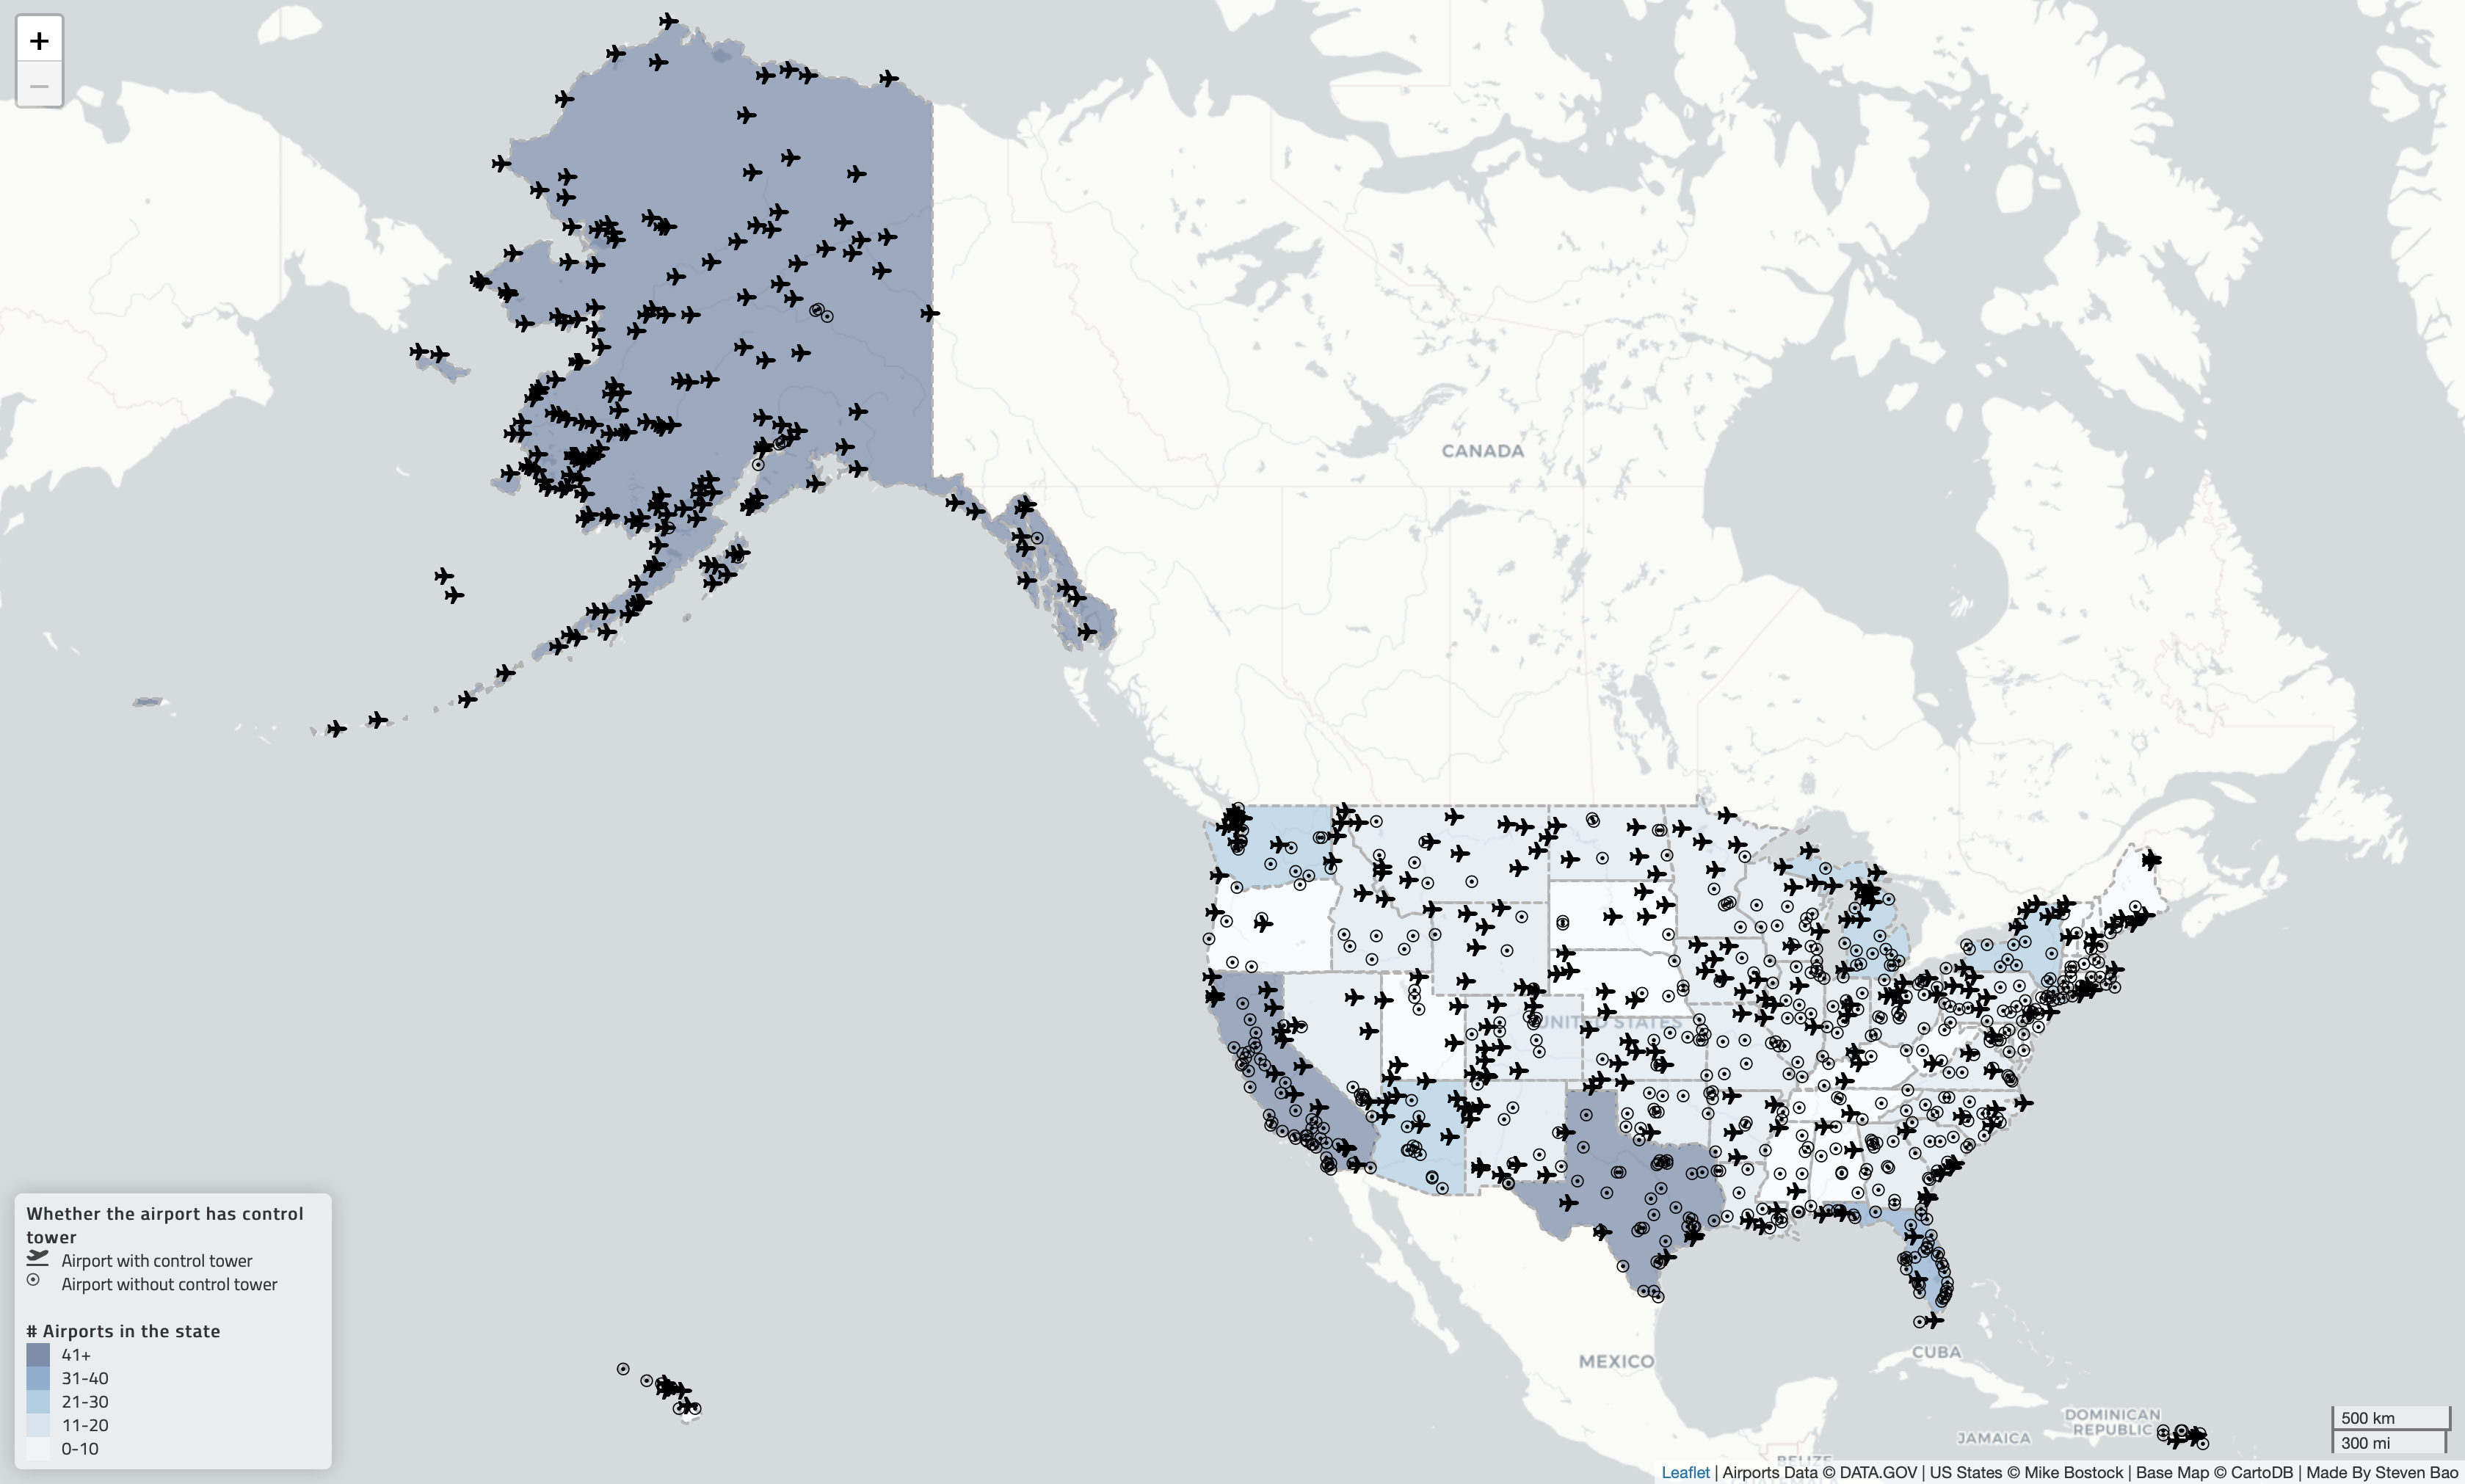 +
−
CANADA
UNITED STATES
MEXICO
CUBA
DOMINICAN
REPUBLIC
JAMAICA
BELIZE
Whether the airport has control
tower
Airport with control tower
Airport without control tower
# Airports in the state
41+
31-40
21-30
11-20
0-10
500 km
300 mi
Leaflet | Airports Data © DATA.GOV | US States © Mike Bostock | Base Map © CartoDB | Made By Steven Bao